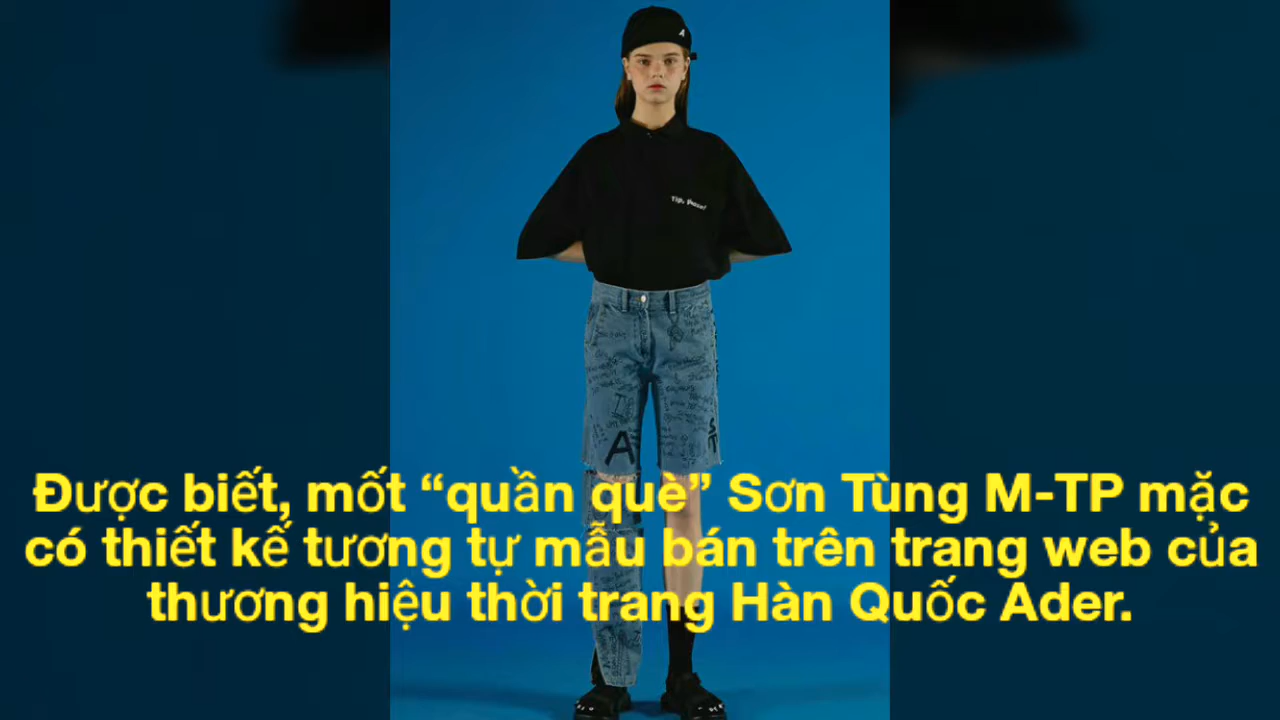 A
Được biết, mốt “quần què” Sơn Tùng M-TP mặc
có thiết kế tương tự mẫu bán trên trang web của
thương hiệu thời trang Hàn Quốc Ader.